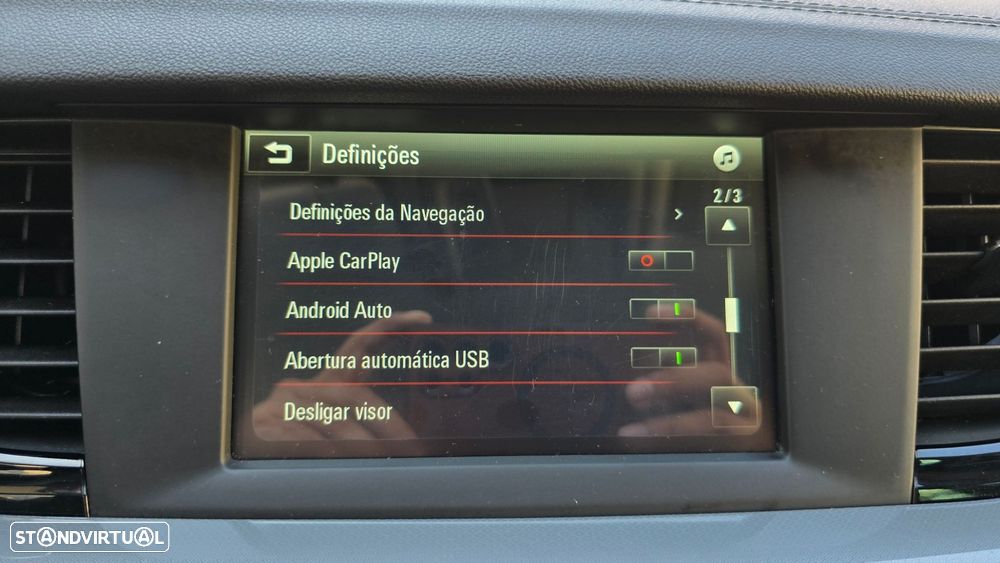 Definições
2/3
Definições da Navegação
Apple CarPlay
Android Auto
Abertura automática USB
Desligar visor
STANDVIRTUAL